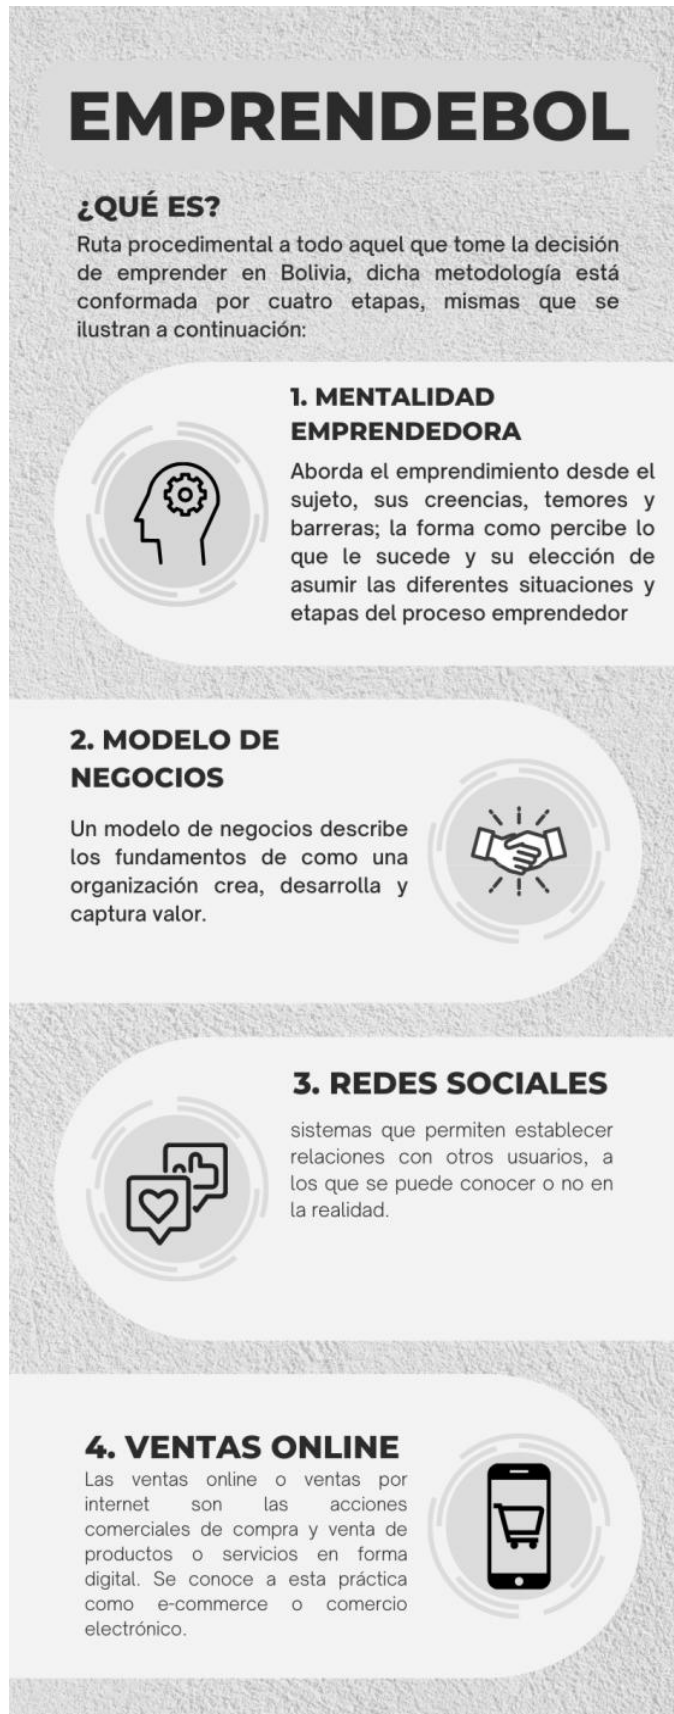 EMPRENDEBOL
¿QUÉ ES?
Ruta procedimental a todo aquel que tome la decisión
de emprender en Bolivia, dicha metodología está
conformada por cuatro etapas, mismas que se
ilustran a continuación:
1. MENTALIDAD
EMPRENDEDORA
Aborda el emprendimiento desde el
sujeto, sus creencias, temores y
barreras; la forma como percibe lo
que le sucede y su elección de
asumir las diferentes situaciones y
etapas del proceso emprendedor
2. MODELO DE
NEGOCIOS
Un modelo de negocios describe
los fundamentos de como una
organización crea, desarrolla y
captura valor.
3. REDES SOCIALES
sistemas que permiten establecer
relaciones con otros usuarios, a
los que se puede conocer o no en
la realidad.
4. VENTAS ONLINE
Las ventas online o ventas por
internet son las acciones
comerciales de compra y venta de
productos o servicios en forma
digital. Se conoce a esta práctica
como e-commerce o comercio
electrónico.